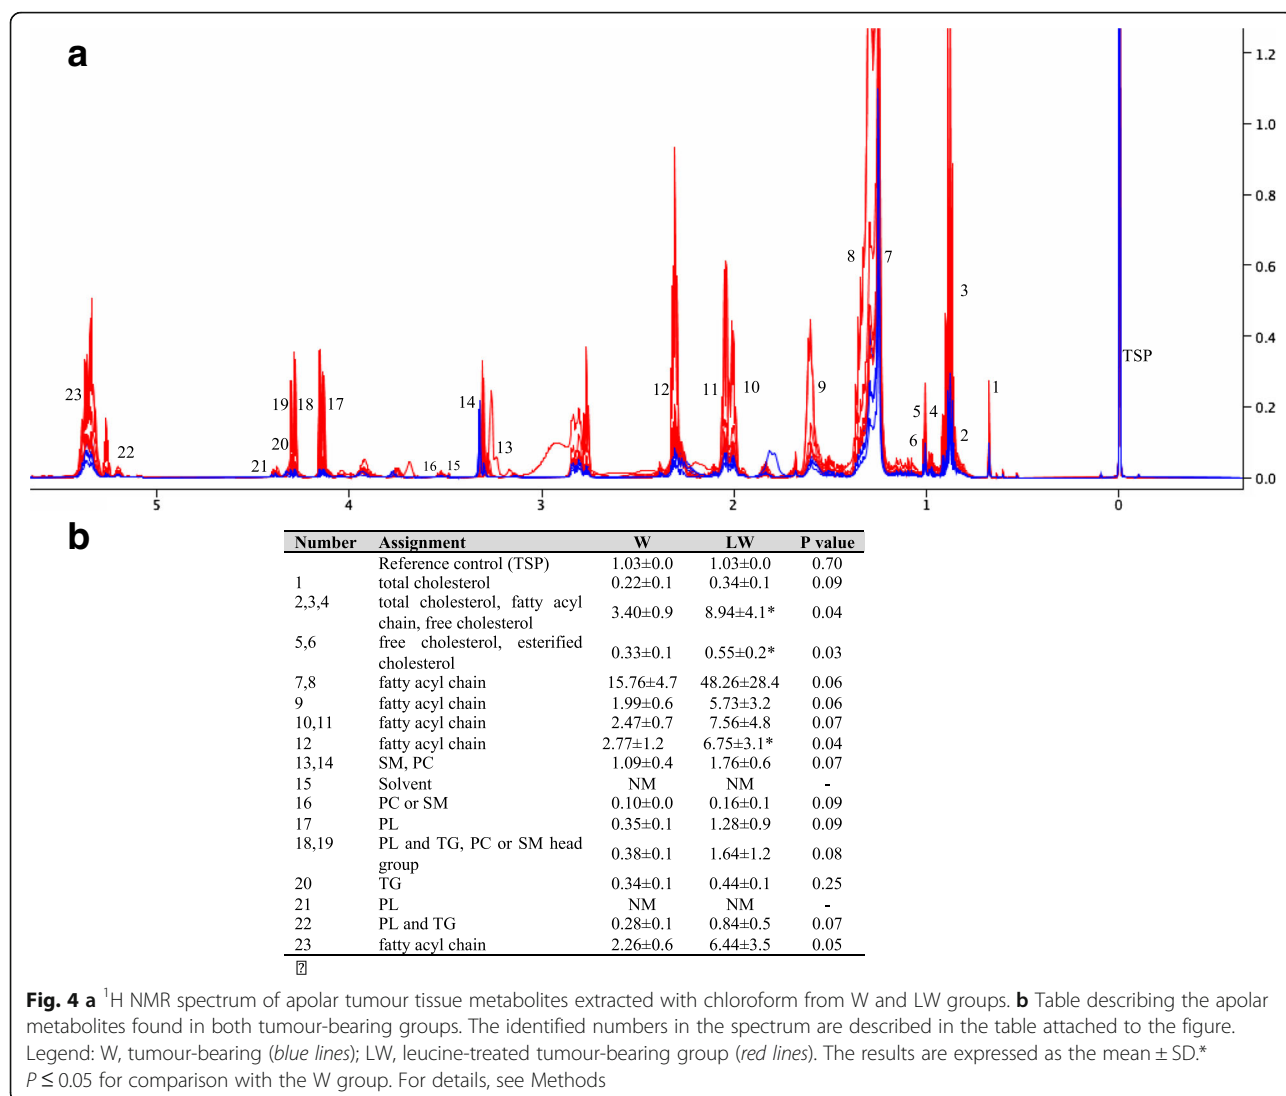 a
1.2
1.0
0.8
0.6
0.4
0.2
0.0
8
7
3
TSP
23
22
21
20
19
18
17
16
15
14
13
12
11
10
9
6
5
4
2
1
5
4
3
2
1
0
b
Number Assignment W LW P value
Reference control (TSP) 1.03±0.0 1.03±0.0 0.70
1 total cholesterol 0.22±0.1 0.34±0.1 0.09
2,3,4 total cholesterol, fatty acyl
chain, free cholesterol 3.40±0.9 8.94±4.1* 0.04
5,6 free cholesterol, esterified
cholesterol 0.33±0.1 0.55±0.2* 0.03
7,8 fatty acyl chain 15.76±4.7 48.26±28.4 0.06
9 fatty acyl chain 1.99±0.6 5.73±3.2 0.06
10,11 fatty acyl chain 2.47±0.7 7.56±4.8 0.07
12 fatty acyl chain 2.77±1.2 6.75±3.1* 0.04
13,14 SM, PC 1.09±0.4 1.76±0.6 0.07
15 Solvent NM NM -
16 PC or SM 0.10±0.0 0.16±0.1 0.09
17 PL 0.35±0.1 1.28±0.9 0.09
18,19 PL and TG, PC or SM head
group 0.38±0.1 1.64±1.2 0.08
20 TG 0.34±0.1 0.44±0.1 0.25
21 PL NM NM -
22 PL and TG 0.28±0.1 0.84±0.5 0.07
23 fatty acyl chain 2.26±0.6 6.44±3.5 0.05
Fig. 4 a ¹H NMR spectrum of apolar tumour tissue metabolites extracted with chloroform from W and LW groups. b Table describing the apolar
metabolites found in both tumour-bearing groups. The identified numbers in the spectrum are described in the table attached to the figure.
Legend: W, tumour-bearing (blue lines); LW, leucine-treated tumour-bearing group (red lines). The results are expressed as the mean ± SD.*
P ≤ 0.05 for comparison with the W group. For details, see Methods